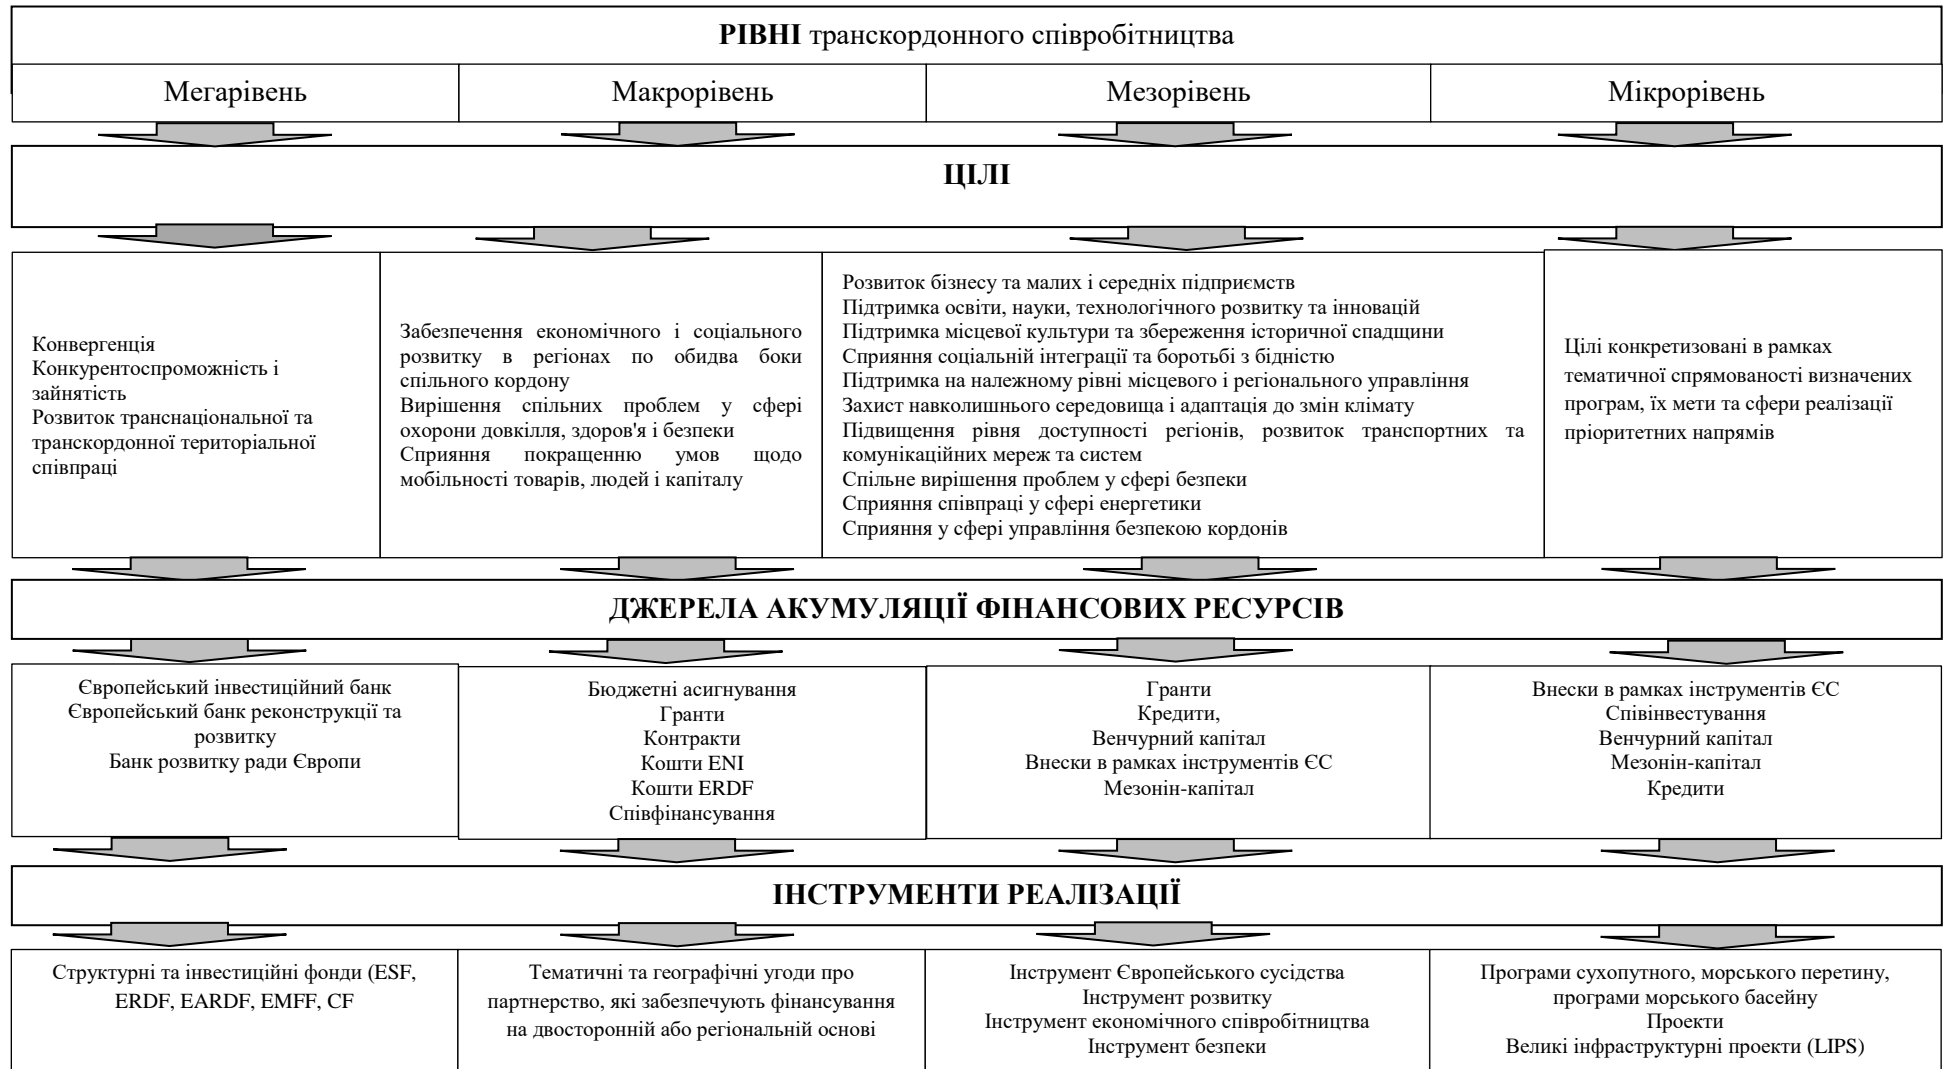 РІВНІ транскордонного співробітництва
Мегарівень
Макрорівень
Мезорівень
Мікрорівень
ЦІЛІ
Конвергенція
Конкурентоспроможність і
зайнятість
Розвиток транснаціональної та
транскордонної територіальної
співпраці
Забезпечення економічного і соціального
розвитку в регіонах по обидва боки
спільного кордону
Вирішення спільних проблем у сфері
охорони довкілля, здоров'я і безпеки
Сприяння покращенню умов щодо
мобільності товарів, людей і капіталу
Розвиток бізнесу та малих і середніх підприємств
Підтримка освіти, науки, технологічного розвитку та інновацій
Підтримка місцевої культури та збереження історичної спадщини
Сприяння соціальній інтеграції та боротьбі з бідністю
Підтримка на належному рівні місцевого і регіонального управління
Захист навколишнього середовища і адаптація до змін клімату
Підвищення рівня доступності регіонів, розвиток транспортних та
комунікаційних мереж та систем
Спільне вирішення проблем у сфері безпеки
Сприяння співпраці у сфері енергетики
Сприяння у сфері управління безпекою кордонів
Цілі конкретизовані в рамках
тематичної спрямованості визначених
програм, їх мети та сфери реалізації
пріоритетних напрямів
ДЖЕРЕЛА АКУМУЛЯЦІЇ ФІНАНСОВИХ РЕСУРСІВ
Європейський інвестиційний банк
Європейський банк реконструкції та
розвитку
Банк розвитку ради Європи
Бюджетні асигнування
Гранти
Контракти
Кошти ENI
Кошти ERDF
Співфінансування
Гранти
Кредити,
Венчурний капітал
Внески в рамках інструментів ЄС
Мезонін-капітал
Внески в рамках інструментів ЄС
Співінвестування
Венчурний капітал
Мезонін-капітал
Кредити
ІНСТРУМЕНТИ РЕАЛІЗАЦІЇ
Структурні та інвестиційні фонди (ESF,
ERDF, EARDF, EMFF, CF
Тематичні та географічні угоди про
партнерство, які забезпечують фінансування
на двосторонній або регіональній основі
Інструмент Європейського сусідства
Інструмент розвитку
Інструмент економічного співробітництва
Інструмент безпеки
Програми сухопутного, морського перетину,
програми морського басейну
Проекти
Великі інфраструктурні проекти (LIPS)